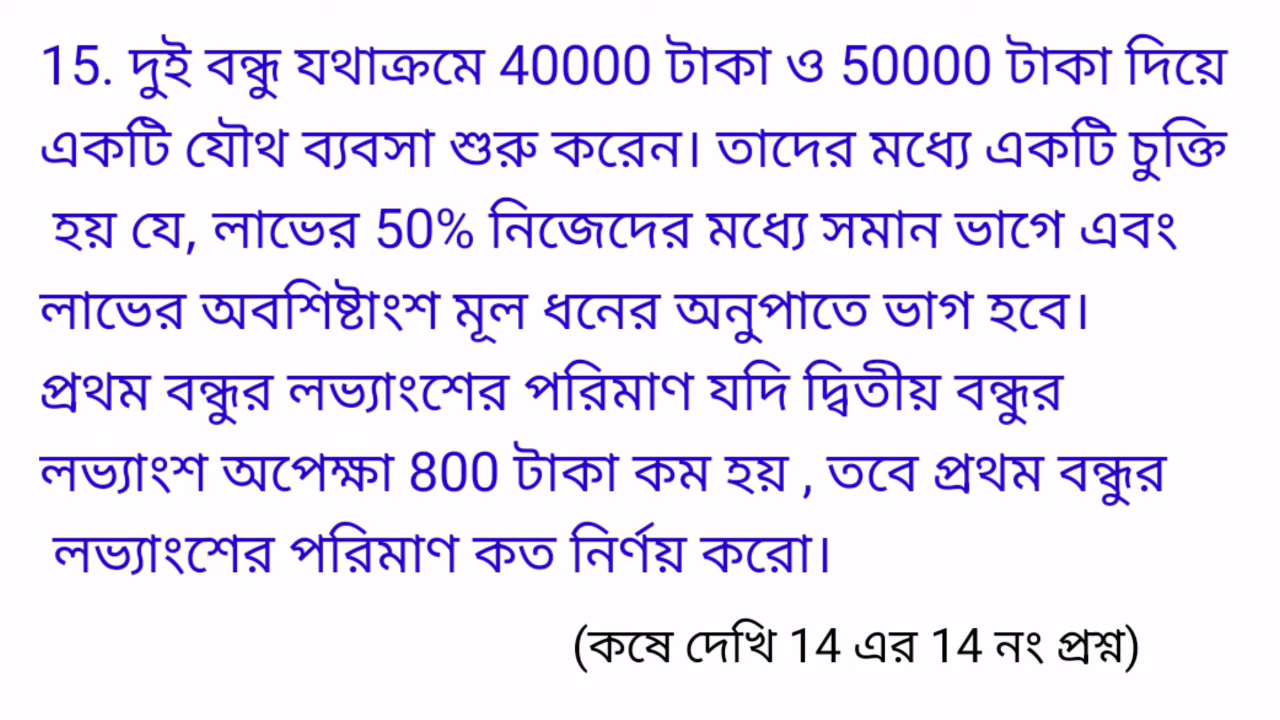 15. দুই বন্ধু যথাক্রমে 40000 টাকা ও 50000 টাকা দিয়ে
একটি যৌথ ব্যবসা শুরু করেন। তাদের মধ্যে একটি চুক্তি
হয় যে, লাভের 50% নিজেদের মধ্যে সমান ভাগে এবং
লাভের অবশিষ্টাংশ মূল ধনের অনুপাতে ভাগ হবে।
প্রথম বন্ধুর লভ্যাংশের পরিমাণ যদি দ্বিতীয় বন্ধুর
লভ্যাংশ অপেক্ষা 800 টাকা কম হয় , তবে প্রথম বন্ধুর
লভ্যাংশের পরিমাণ কত নির্ণয় করো।
(কষে দেখি 14 এর 14 নং প্রশ্ন)